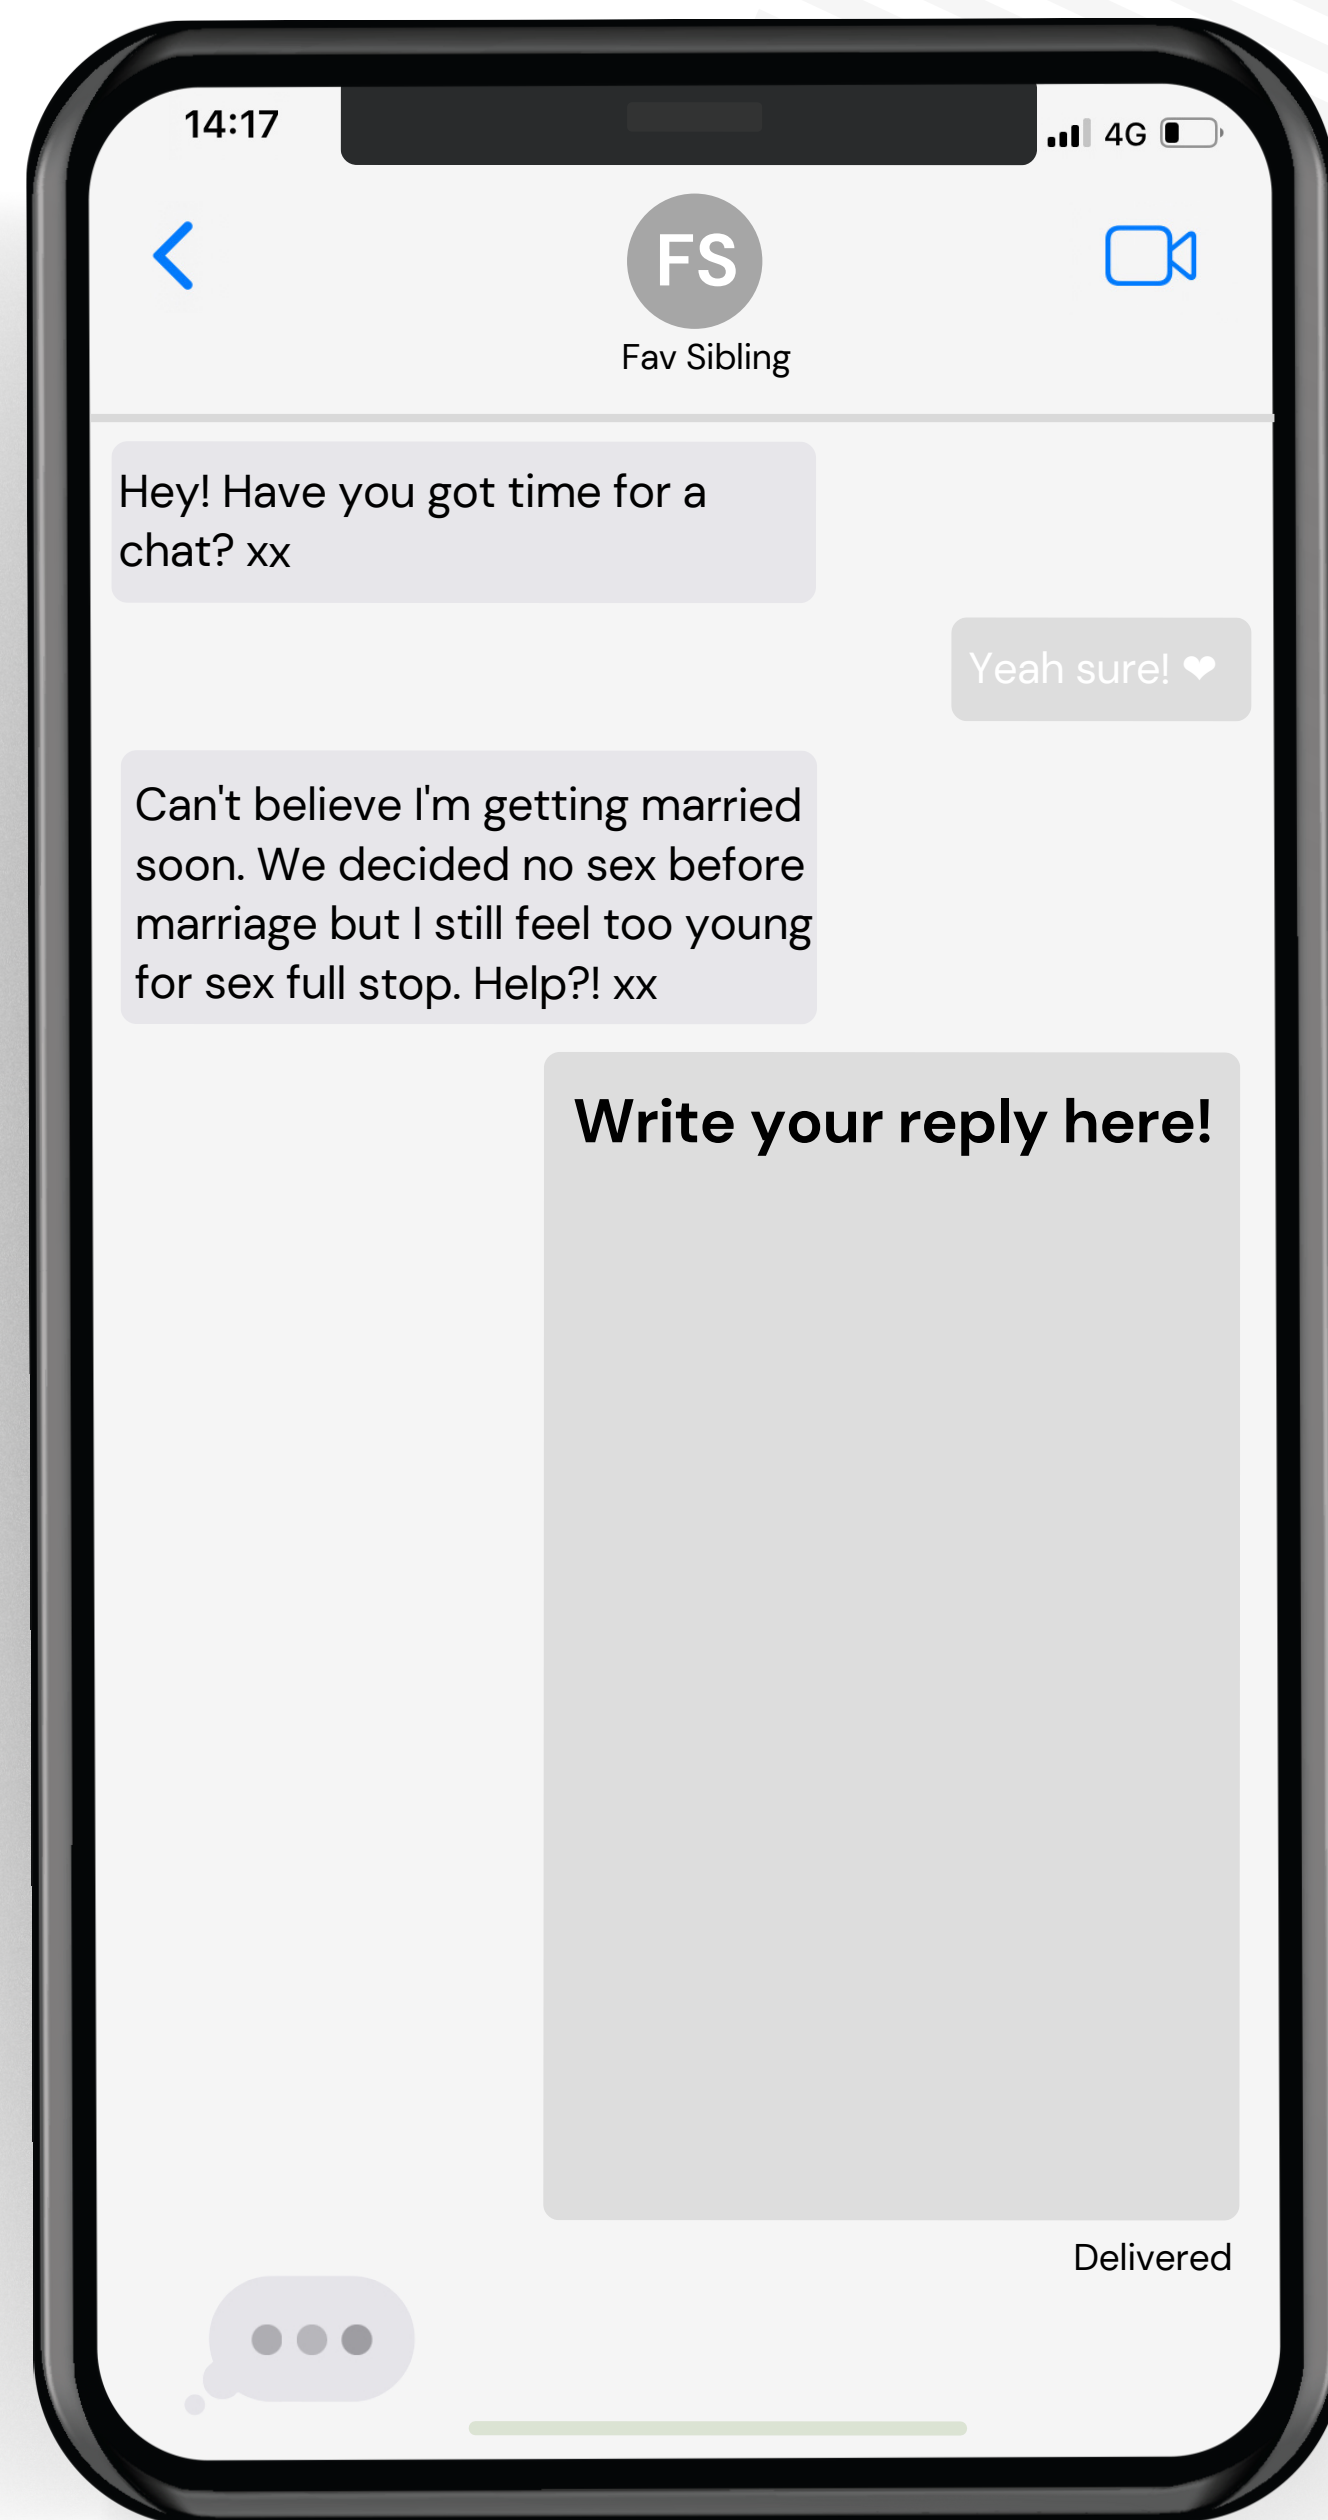 14:17
4G
FS
Fav Sibling
Hey! Have you got time for a
chat? xx
Yeah sure! ❤
Can't believe I'm getting married
soon. We decided no sex before
marriage but I still feel too young
for sex full stop. Help?! xx
Write your reply here!
Delivered